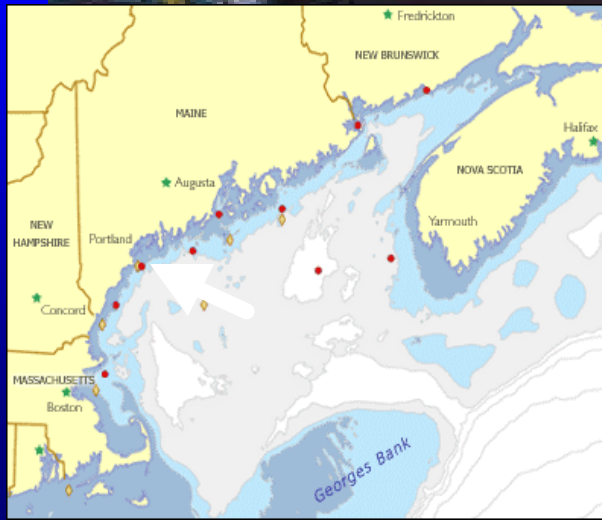 Fredrickton
NEW BRUNSWICK
MAINE
Halifax
NOVA SCOTIA
Augusta
Yarmouth
NEW
HAMPSHIRE
Portland
Concord
MASSACHUSETTS
Boston
Georges Bank